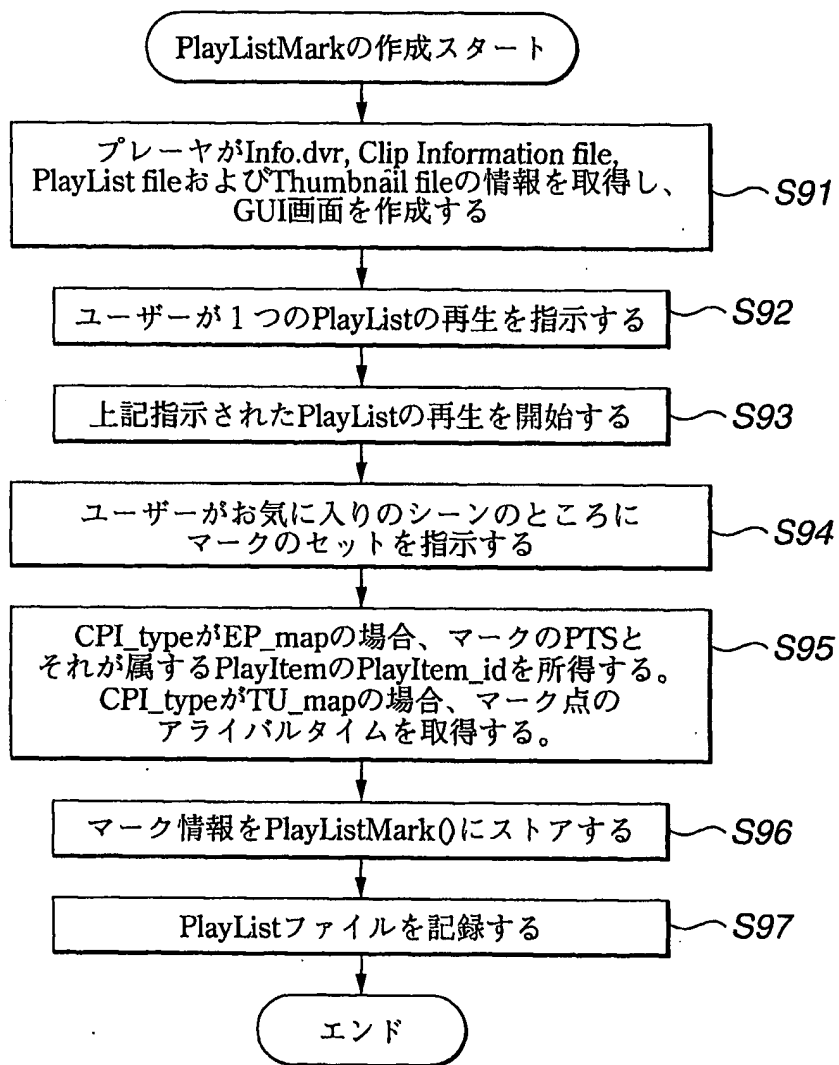 PlayListMarkの作成スタート
プレーヤがInfo.dvr, Clip Information file,
PlayList fileおよびThumbnail fileの情報を取得し、
GUI画面を作成する
S91
ユーザーが1つのPlayListの再生を指示する
S92
上記指示されたPlayListの再生を開始する
S93
ユーザーがお気に入りのシーンのところに
マークのセットを指示する
S94
CPI_typeがEP_mapの場合、マークのPTSと
それが属するPlayItemのPlayItem_idを所得する。
CPI_typeがTU_mapの場合、マーク点の
アライバルタイムを取得する。
S95
マーク情報をPlayListMark()にストアする
S96
PlayListファイルを記録する
S97
エンド